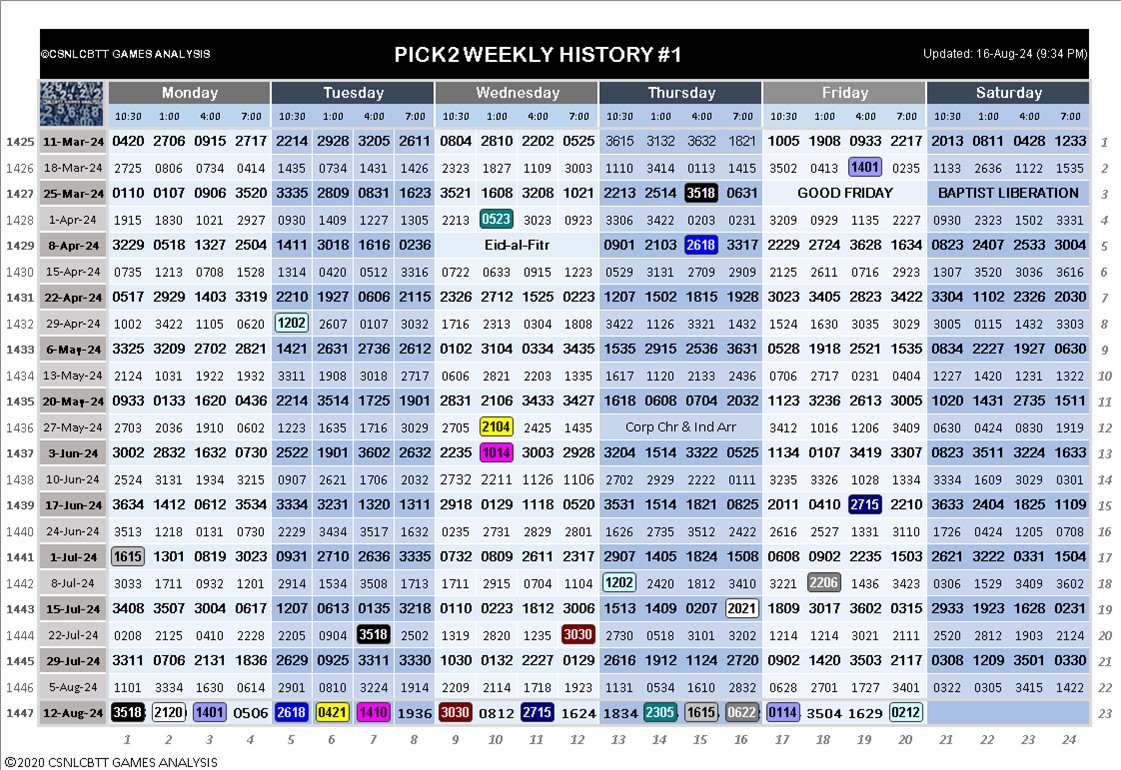 ©CSNLCBTT GAMES ANALYSIS PICK2 WEEKLY HISTORY #1 Updated: 16-Aug-24 (9:34 PM)
Monday Tuesday Wednesday Thursday Friday Saturday
10:30 1:00 4:00 7:00 10:30 1:00 4:00 7:00 10:30 1:00 4:00 7:00 10:30 1:00 4:00 7:00 10:30 1:00 4:00 7:00 10:30 1:00 4:00 7:00
1425 11-Mar-24 0420 2706 0915 2717 2214 2928 3205 2611 0804 2810 2202 0525 3615 3132 3632 1821 1005 1908 0933 2217 2013 0811 0428 1233 1
1426 18-Mar-24 2725 0806 0734 0414 1435 0734 1431 1426 2323 1827 1109 3003 1110 3414 0113 1415 3502 0413 1401 0235 1133 2636 1122 1535 2
1427 25-Mar-24 0110 0107 0906 3520 3335 2809 0831 1623 3521 1608 3208 1021 2213 2514 3518 0631 GOOD FRIDAY BAPTIST LIBERATION 3
1428 1-Apr-24 1915 1830 1021 2927 0930 1409 1227 1305 2213 0523 3023 0923 3306 3422 0203 0231 3209 0929 1135 2227 0930 2323 1502 3331 4
1429 8-Apr-24 3229 0518 1327 2504 1411 3018 1616 0236 Eid-al-Fitr 0901 2103 2618 3317 2229 2724 3628 1634 0823 2407 2533 3004 5
1430 15-Apr-24 0735 1213 0708 1528 1314 0420 0512 3316 0722 0633 0915 1223 0529 3131 2709 2909 2125 2611 0716 2923 1307 3520 3036 3616 6
1431 22-Apr-24 0517 2929 1403 3319 2210 1927 0606 2115 2326 2712 1525 0223 1207 1502 1815 1928 3023 3405 2823 3422 3304 1102 2326 2030 7
1432 29-Apr-24 1002 3422 1105 0620 1202 2607 0107 3032 1716 2313 0304 1808 3422 1126 3321 1432 1524 1630 3035 3029 3005 0115 1432 3303 8
1433 6-May-24 3325 3209 2702 2821 1421 2631 2736 2612 0102 3104 0334 3435 1535 2915 2536 3631 0528 1918 2521 1535 0834 2227 1927 0630 9
1434 13-May-24 2124 1031 1922 1932 3311 1908 3018 2717 0606 2821 2203 1335 1617 1120 2133 2436 0706 2717 0231 0404 1227 1420 1231 1322 10
1435 20-May-24 0933 0133 1620 0436 2214 3514 1725 1901 2831 2106 3433 3427 1618 0608 0704 2032 1123 3236 2613 3005 1020 1431 2735 1511 11
1436 27-May-24 2703 2036 1910 0602 1223 1635 1716 3029 2705 2104 2425 1435 Corp Chr & Ind Arr 3412 1016 1206 3409 0630 0424 0830 1919 12
1437 3-Jun-24 3002 2832 1632 0730 2522 1901 3602 2632 2235 1014 3003 2928 3204 1514 3322 0525 1134 0107 3419 3307 0823 3511 3224 1633 13
1438 10-Jun-24 2524 3131 1934 3215 0907 2621 1706 2032 2732 2211 1126 1106 2702 2929 2222 0111 3235 3326 1028 1334 3334 1609 3029 0301 14
1439 17-Jun-24 3634 1412 0612 3534 3334 3231 1320 1311 2918 0129 1118 0520 3531 1514 1821 0825 2011 0410 2715 2210 3633 2404 1825 1109 15
1440 24-Jun-24 3513 1218 0131 0730 2229 3434 3517 1632 0235 2731 2829 2801 1626 2735 3512 2422 2616 2527 1331 3110 1726 0424 1205 0708 16
1441 1-Jul-24 1615 1301 0819 3023 0931 2710 2636 3335 0732 0809 2611 2317 2907 1405 1824 1508 0608 0902 2235 1503 2621 3222 0331 1504 17
1442 8-Jul-24 3033 1711 0932 1201 2914 1534 3508 1713 1711 2915 0704 1104 1202 2420 1812 3410 3221 2206 1436 3423 0306 1529 3409 3602 18
1443 15-Jul-24 3408 3507 3004 0617 1207 0613 0135 3218 0110 0223 1812 3006 1513 1409 0207 2021 1809 3017 3602 0315 2933 1923 1628 0231 19
1444 22-Jul-24 0208 2125 0410 2228 2205 0904 3518 2502 1319 2820 1235 3030 2730 0518 3101 3202 1214 1214 3021 2111 2520 2812 1903 2124 20
1445 29-Jul-24 3311 0706 2131 1836 2629 0925 3311 3330 1030 0132 2227 0129 2616 1912 1124 2720 0902 1420 3503 2117 0308 1209 3501 0330 21
1446 5-Aug-24 1101 3334 1630 0614 2901 0810 3224 1914 2209 2114 1718 1923 1131 0534 1610 2832 0628 2701 1727 3401 0322 0305 3415 1422 22
1447 12-Aug-24 3518 2120 1401 0506 2618 0421 1410 1936 3030 0812 2715 1624 1834 2305 1615 0622 0114 3504 1629 0212 23
1 2 3 4 5 6 7 8 9 10 11 12 13 14 15 16 17 18 19 20 21 22 23 24
©2020 CSNLCBTT GAMES ANALYSIS